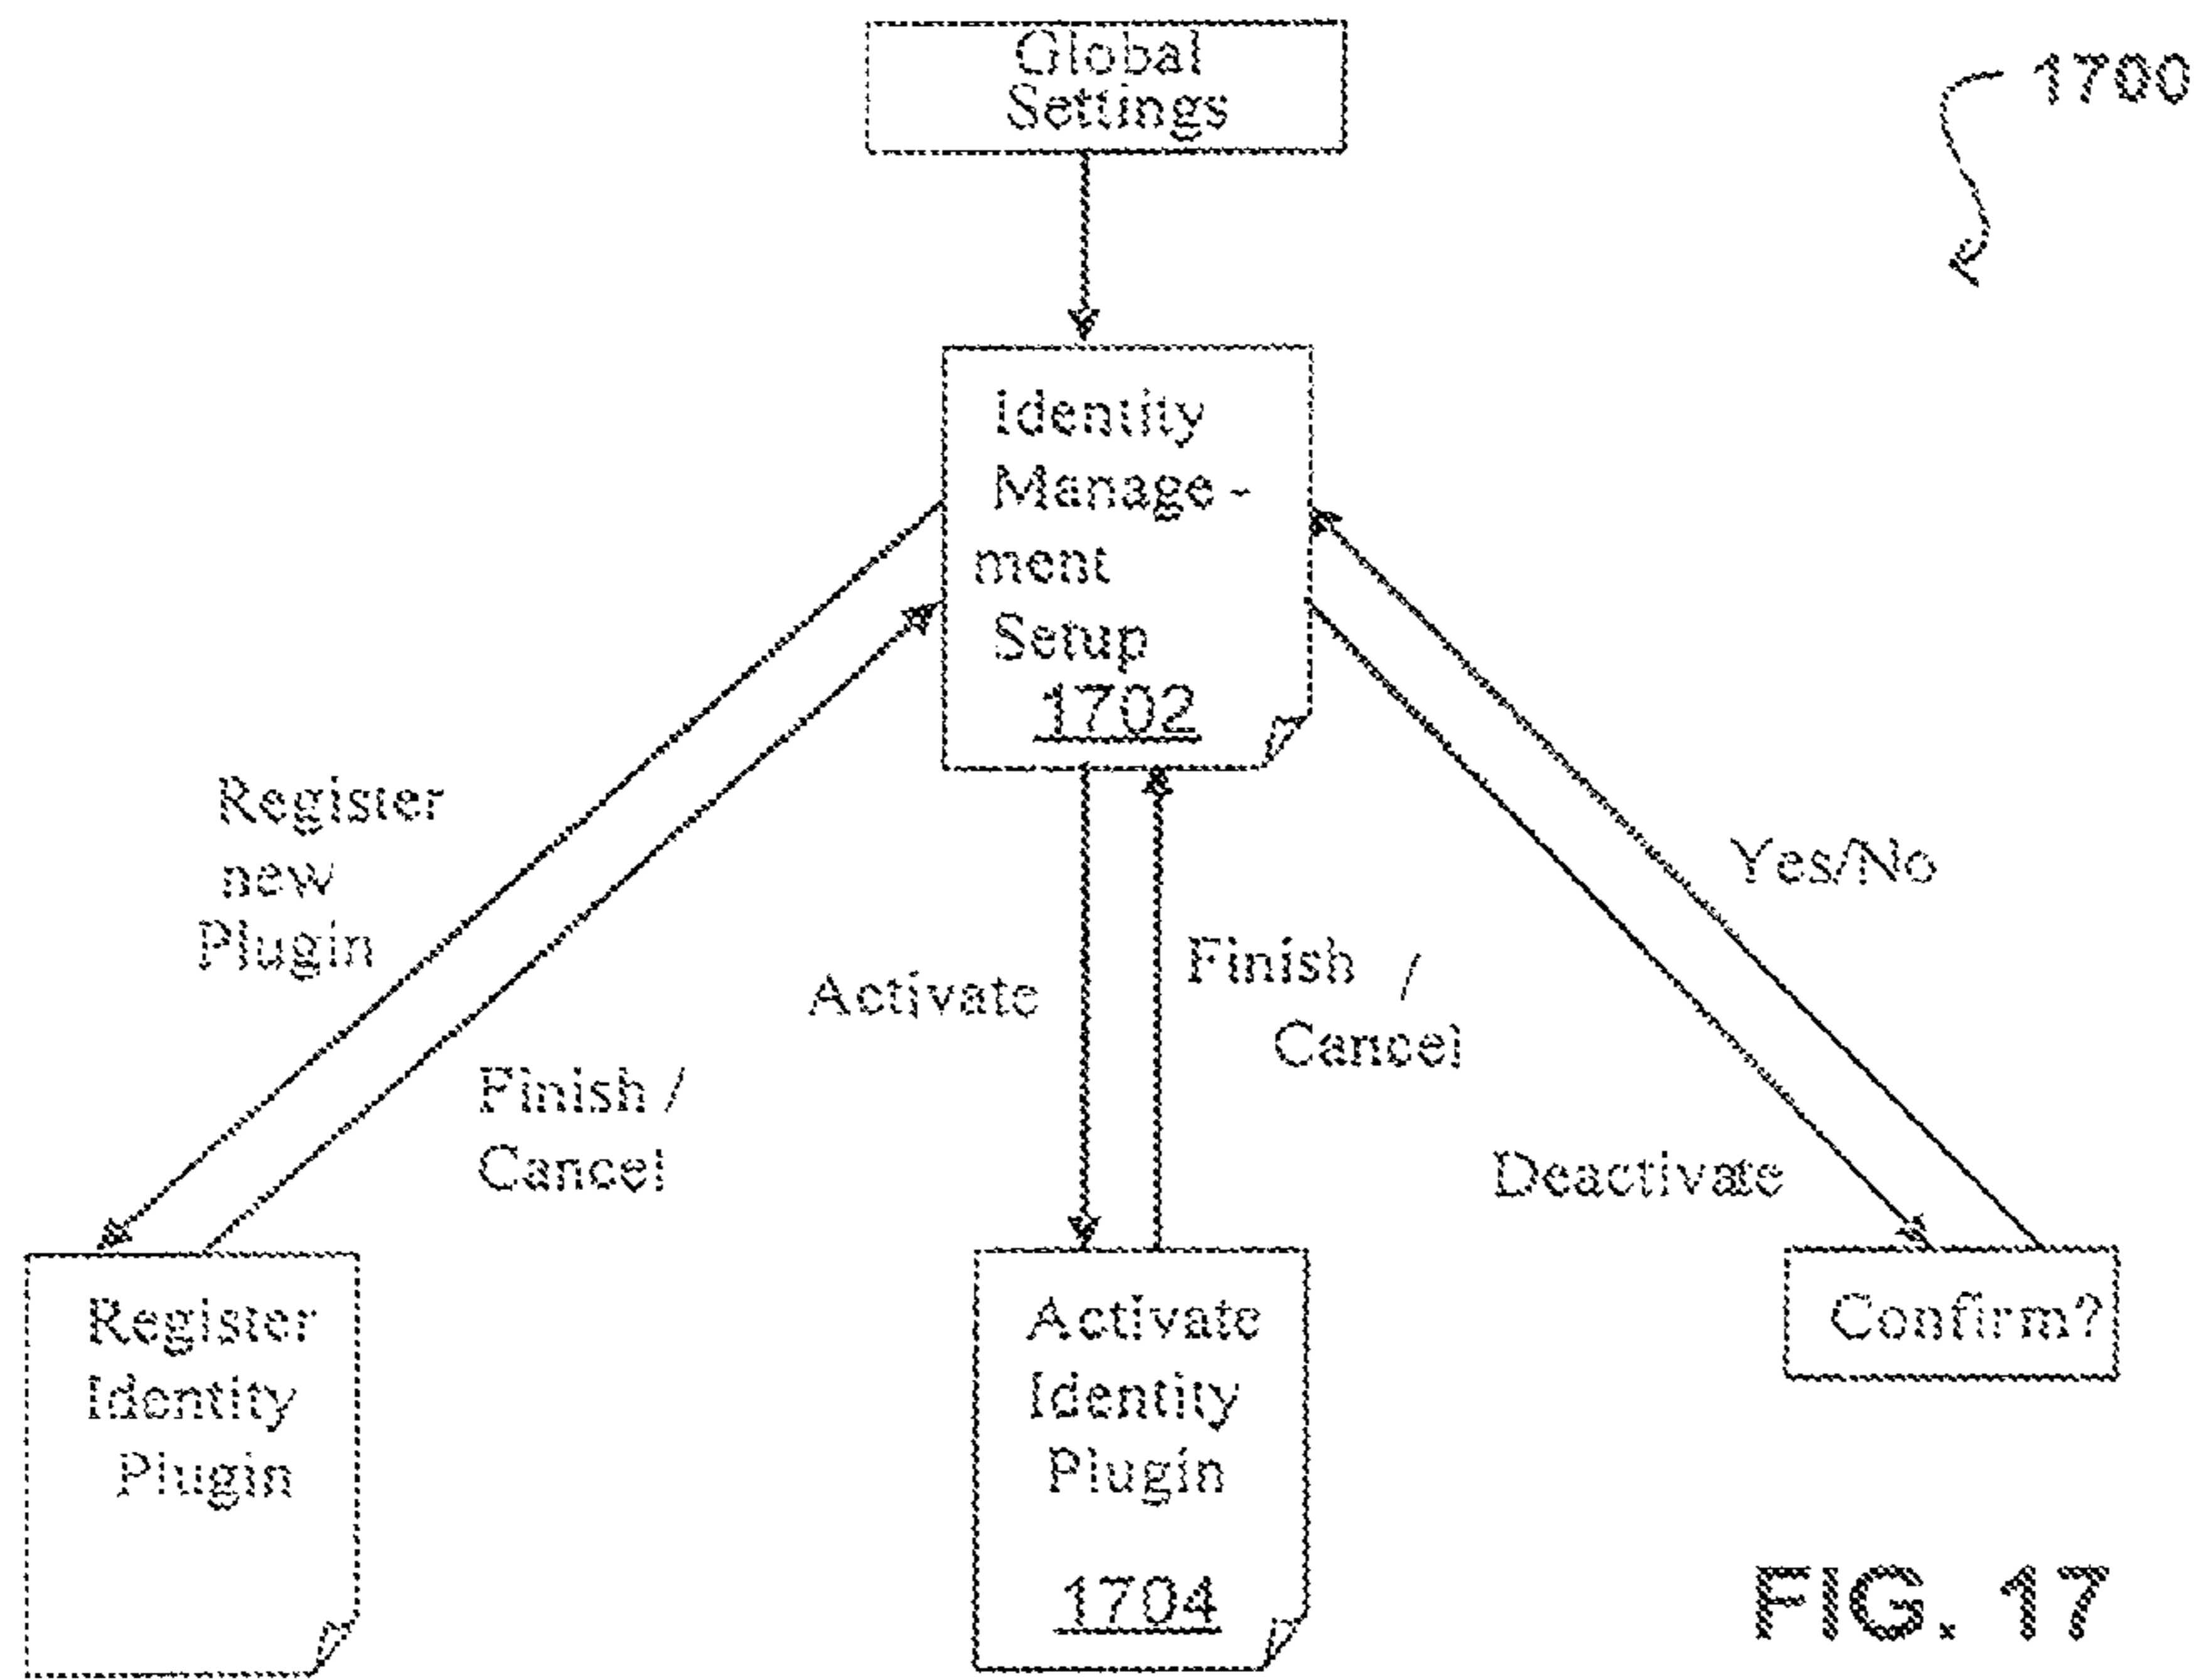 Global
Settings
1700
Identity
Manage -
ment
Setup
1702
Register
new
Plugin
Yes/No
Activate
Finish /
Cancel
Finish /
Cancel
Deactivate
Register
Identity
Plugin
Activate
Identity
Plugin
1704
Confirm?
FIG. 17